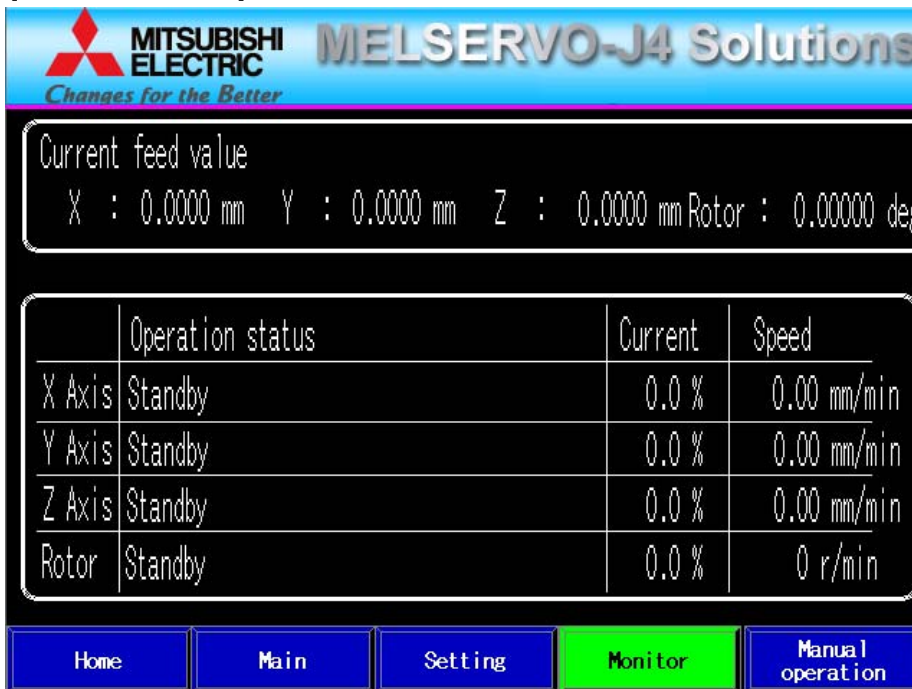 MITSUBISHI
ELECTRIC
Changes for the Better
MELSERVO-J4 Solutions
Current feed value
X : 0.0000 mm Y : 0.0000 mm Z : 0.0000 mm Rotor : 0.00000 deg
Operation status Current Speed
X Axis Standby 0.0 % 0.00 mm/min
Y Axis Standby 0.0 % 0.00 mm/min
Z Axis Standby 0.0 % 0.00 mm/min
Rotor Standby 0.0 % 0 r/min
Home Main Setting Monitor Manual
operation